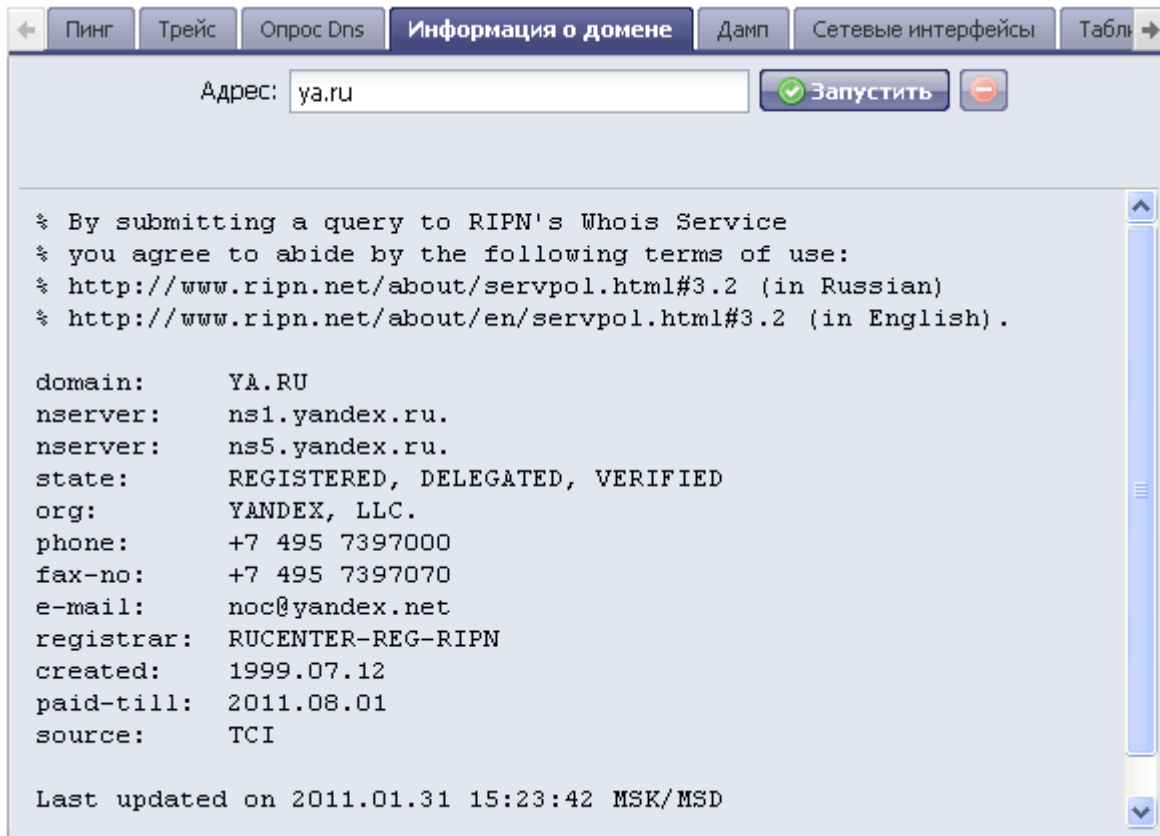 Пинг Трейс Опрос Dns Информация о домене Дамп Сетевые интерфейсы
Адрес: ya.ru Запустить
% By submitting a query to RIPN's Whois Service
% you agree to abide by the following terms of use:
% http://www.ripn.net/about/servpol.html#3.2 (in Russian)
% http://www.ripn.net/about/en/servpol.html#3.2 (in English).
domain: YA.RU
nserver: ns1.yandex.ru.
nserver: ns5.yandex.ru.
state: REGISTERED, DELEGATED, VERIFIED
org: YANDEX, LLC.
phone: +7 495 7397000
fax-no: +7 495 7397070
e-mail: noc@yandex.net
registrar: RUCENTER-REG-RIPN
created: 1999.07.12
paid-till: 2011.08.01
source: TCI
Last updated on 2011.01.31 15:23:42 MSK/MSD